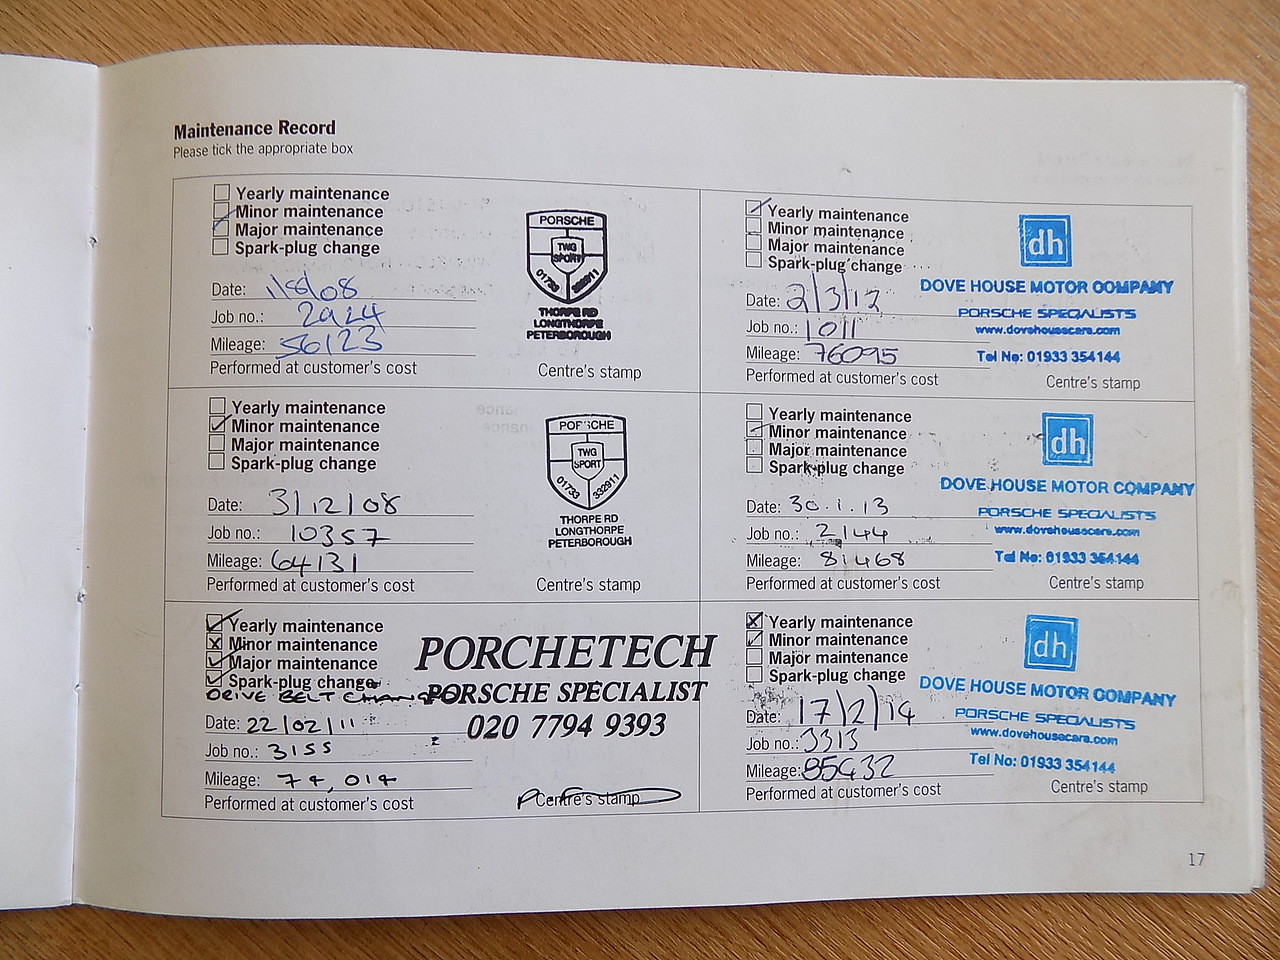 Maintenance Record
Please tick the appropriate box
Yearly maintenance
Minor maintenance
Major maintenance
Spark-plug change
Date: 1/8/08
Job no.:
Mileage: 56123
Performed at customer's cost
PORSCHE
TWG
SPORT
01733
332911
THORPE RD
LONGTHORPE
PETERBOROUGH
Centre's stamp
Yearly maintenance
Minor maintenance
Major maintenance
Spark-plug change
Date: 3/12/08
Job no.: 10357
Mileage: 64131
Performed at customer's cost
PORSCHE
TWG
SPORT
01733
332911
THORPE RD
LONGTHORPE
PETERBOROUGH
Centre's stamp
Yearly maintenance
Minor maintenance
Major maintenance
Spark-plug change
DRIVE BELT CHANGED
Date: 22/02/11
Job no.: 3155
Mileage: 74,014
Performed at customer's cost
PORCHETECH
PORSCHE SPECIALIST
020 7794 9393
Centre's stamp
Yearly maintenance
Minor maintenance
Major maintenance
Spark-plug change
Date: 2/3/12
Job no.: 1011
Mileage: 76095
Performed at customer's cost
dh
DOVE HOUSE MOTOR COMPANY
PORSCHE SPECIALISTS
www.dovehousecars.com
Tel No: 01933 354144
Centre's stamp
Yearly maintenance
Minor maintenance
Major maintenance
Spark-plug change
Date: 30.1.13
Job no.: 2144
Mileage: 81468
Performed at customer's cost
dh
DOVE HOUSE MOTOR COMPANY
PORSCHE SPECIALISTS
www.dovehousecars.com
Tel No: 01933 354144
Centre's stamp
Yearly maintenance
Minor maintenance
Major maintenance
Spark-plug change
Date: 17/2/14
Job no.: 3313
Mileage: 85432
Performed at customer's cost
dh
DOVE HOUSE MOTOR COMPANY
PORSCHE SPECIALISTS
www.dovehousecars.com
Tel No: 01933 354144
Centre's stamp
17